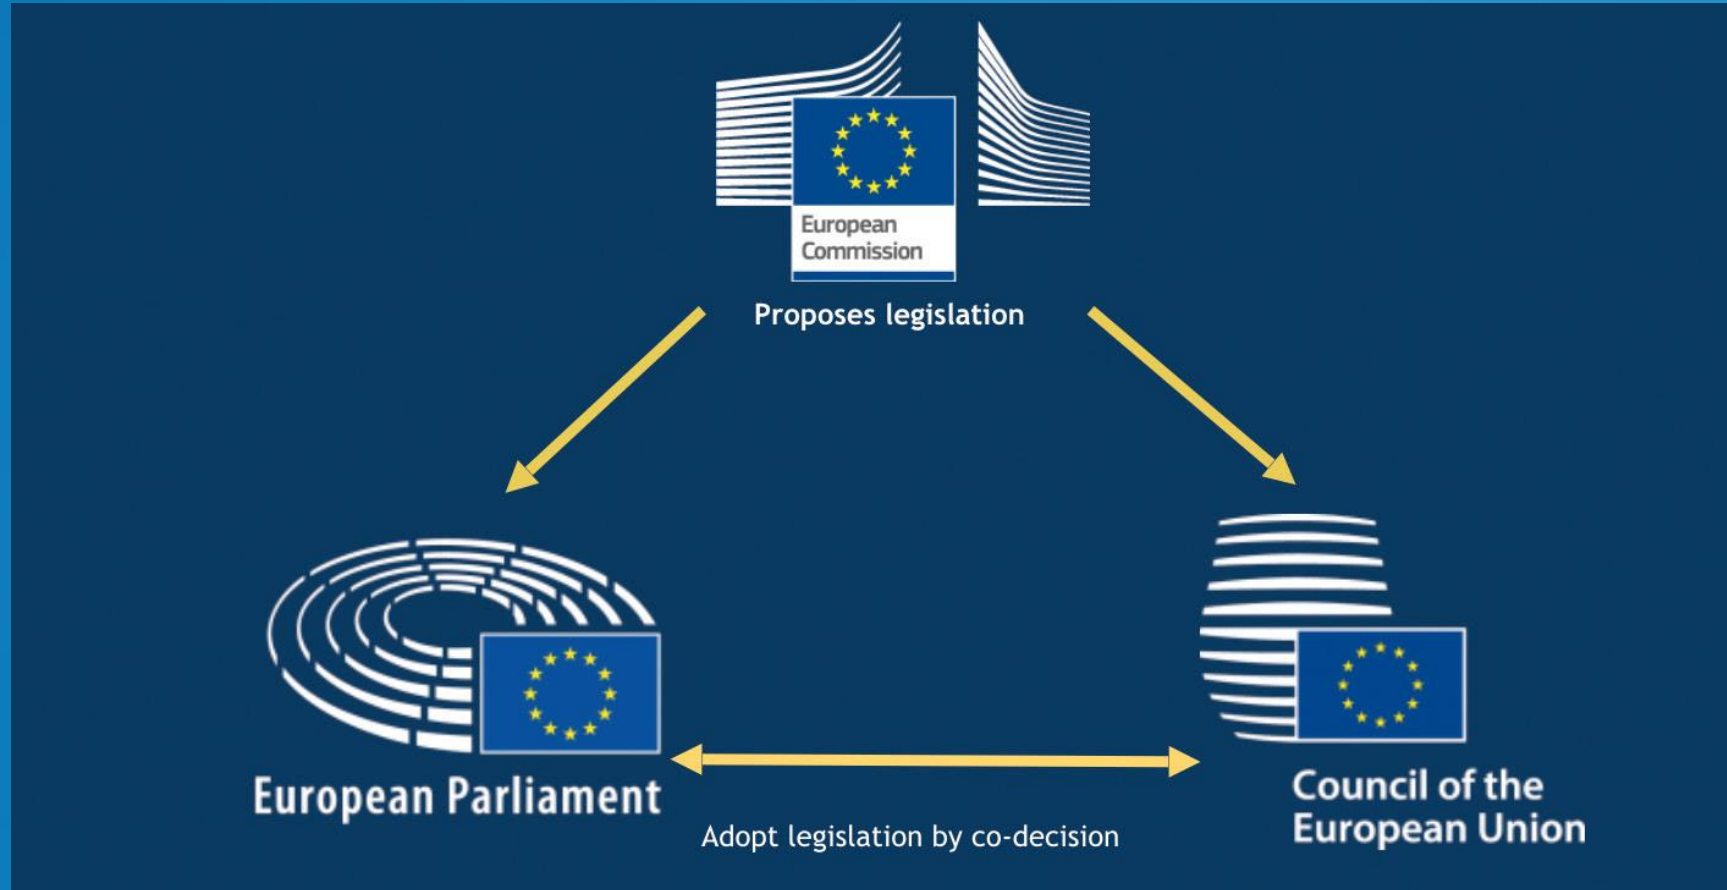 European
Commission
Proposes legislation
European Parliament
Adopt legislation by co-decision
Council of the
European Union